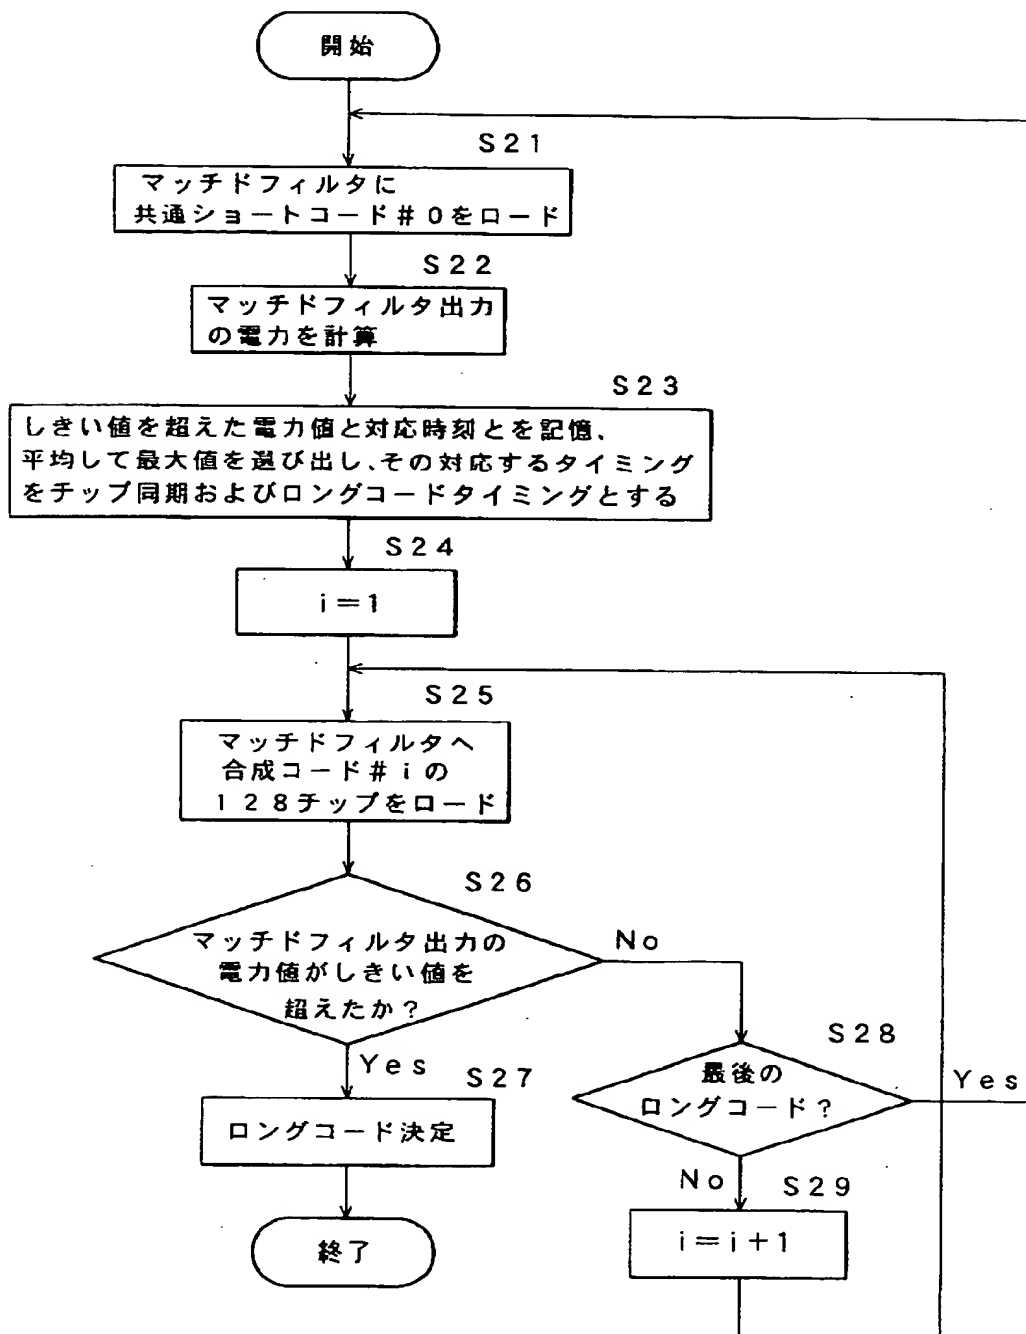 開始
S21
マッチドフィルタに
共通ショートコード#0をロード
S22
マッチドフィルタ出力
の電力を計算
S23
しきい値を超えた電力値と対応時刻とを記憶、
平均して最大値を選び出し、その対応するタイミング
をチップ同期およびロングコードタイミングとする
S24
i=1
S25
マッチドフィルタへ
合成コード#iの
128チップをロード
S26
マッチドフィルタ出力の
電力値がしきい値を
超えたか?
No
Yes
S27
ロングコード決定
終了
S28
最後の
ロングコード?
Yes
No
S29
i=i+1